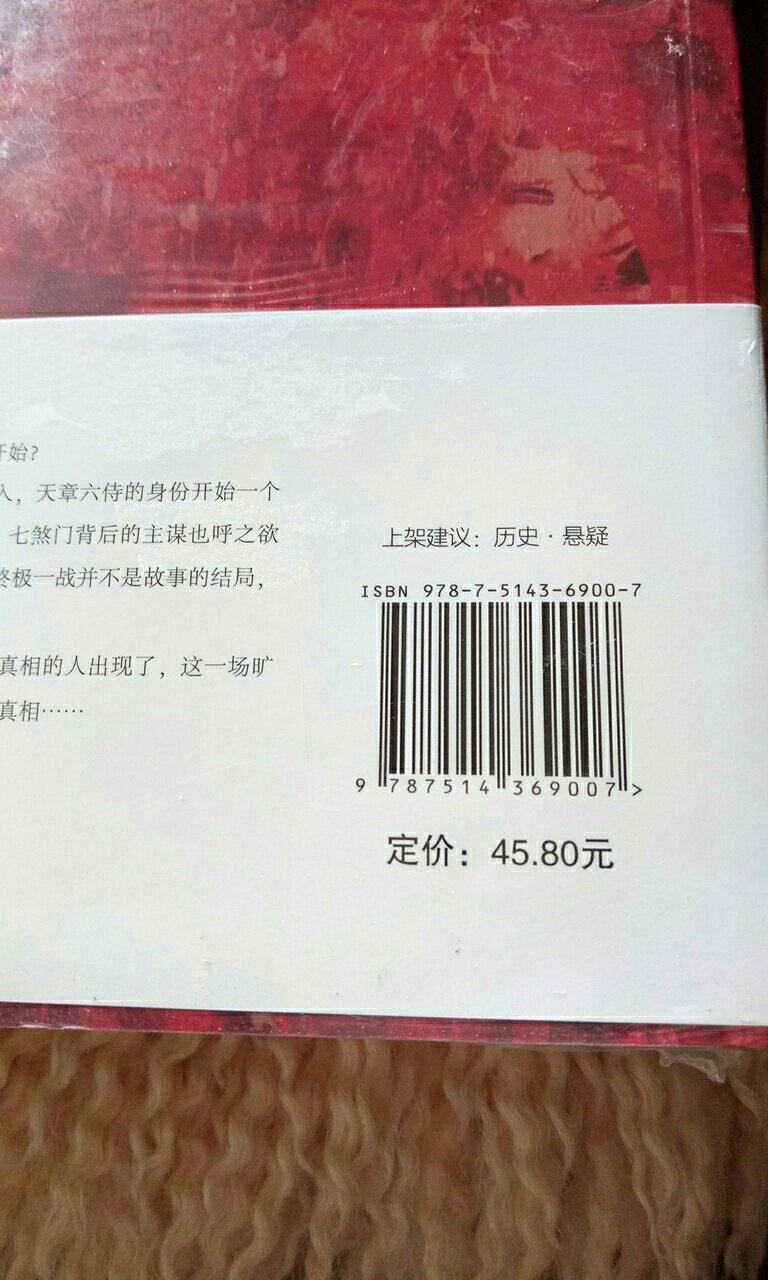 开始?
入，天章六侍的身份开始一个
七煞门背后的主谋也呼之欲
终极一战并不是故事的结局，
真相的人出现了，这一场旷
真相……
上架建议：历史·悬疑
ISBN 978-7-5143-6900-7
9 787514 369007 >
定价：45.80元